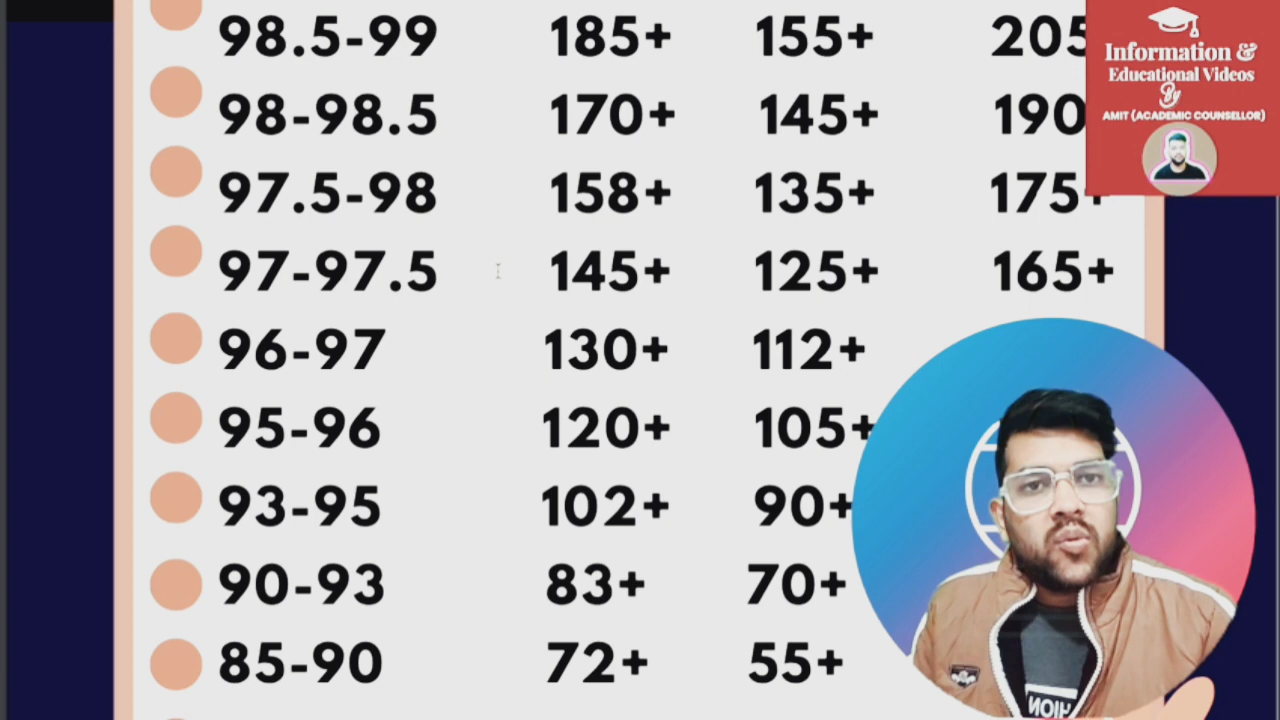 98.5-99 185+ 155+ 205
98-98.5 170+ 145+ 190
97.5-98 158+ 135+ 175+
97-97.5 145+ 125+ 165+
96-97 130+ 112+
95-96 120+ 105+
93-95 102+ 90+
90-93 83+ 70+
85-90 72+ 55+
Information &
Educational Videos
By
AMIT (ACADEMIC COUNSELLOR)